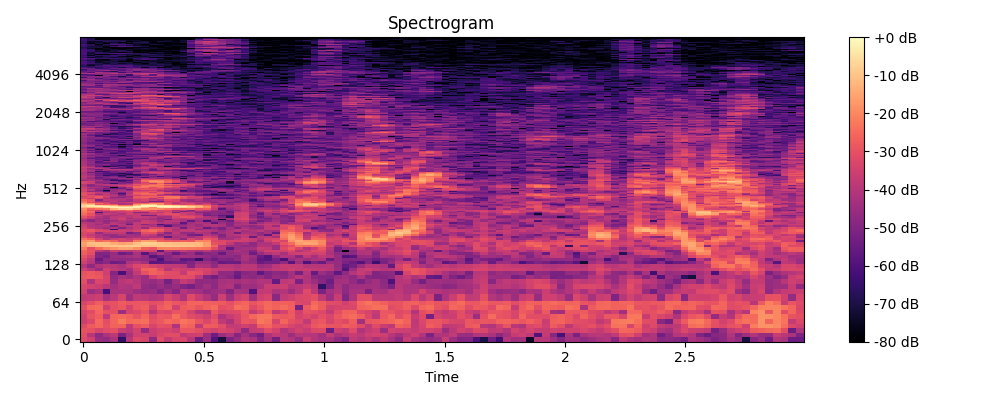 Spectrogram
Hz
4096
2048
1024
512
256
128
64
0
0
0.5
1
1.5
2
2.5
Time
+0 dB
-10 dB
-20 dB
-30 dB
-40 dB
-50 dB
-60 dB
-70 dB
-80 dB